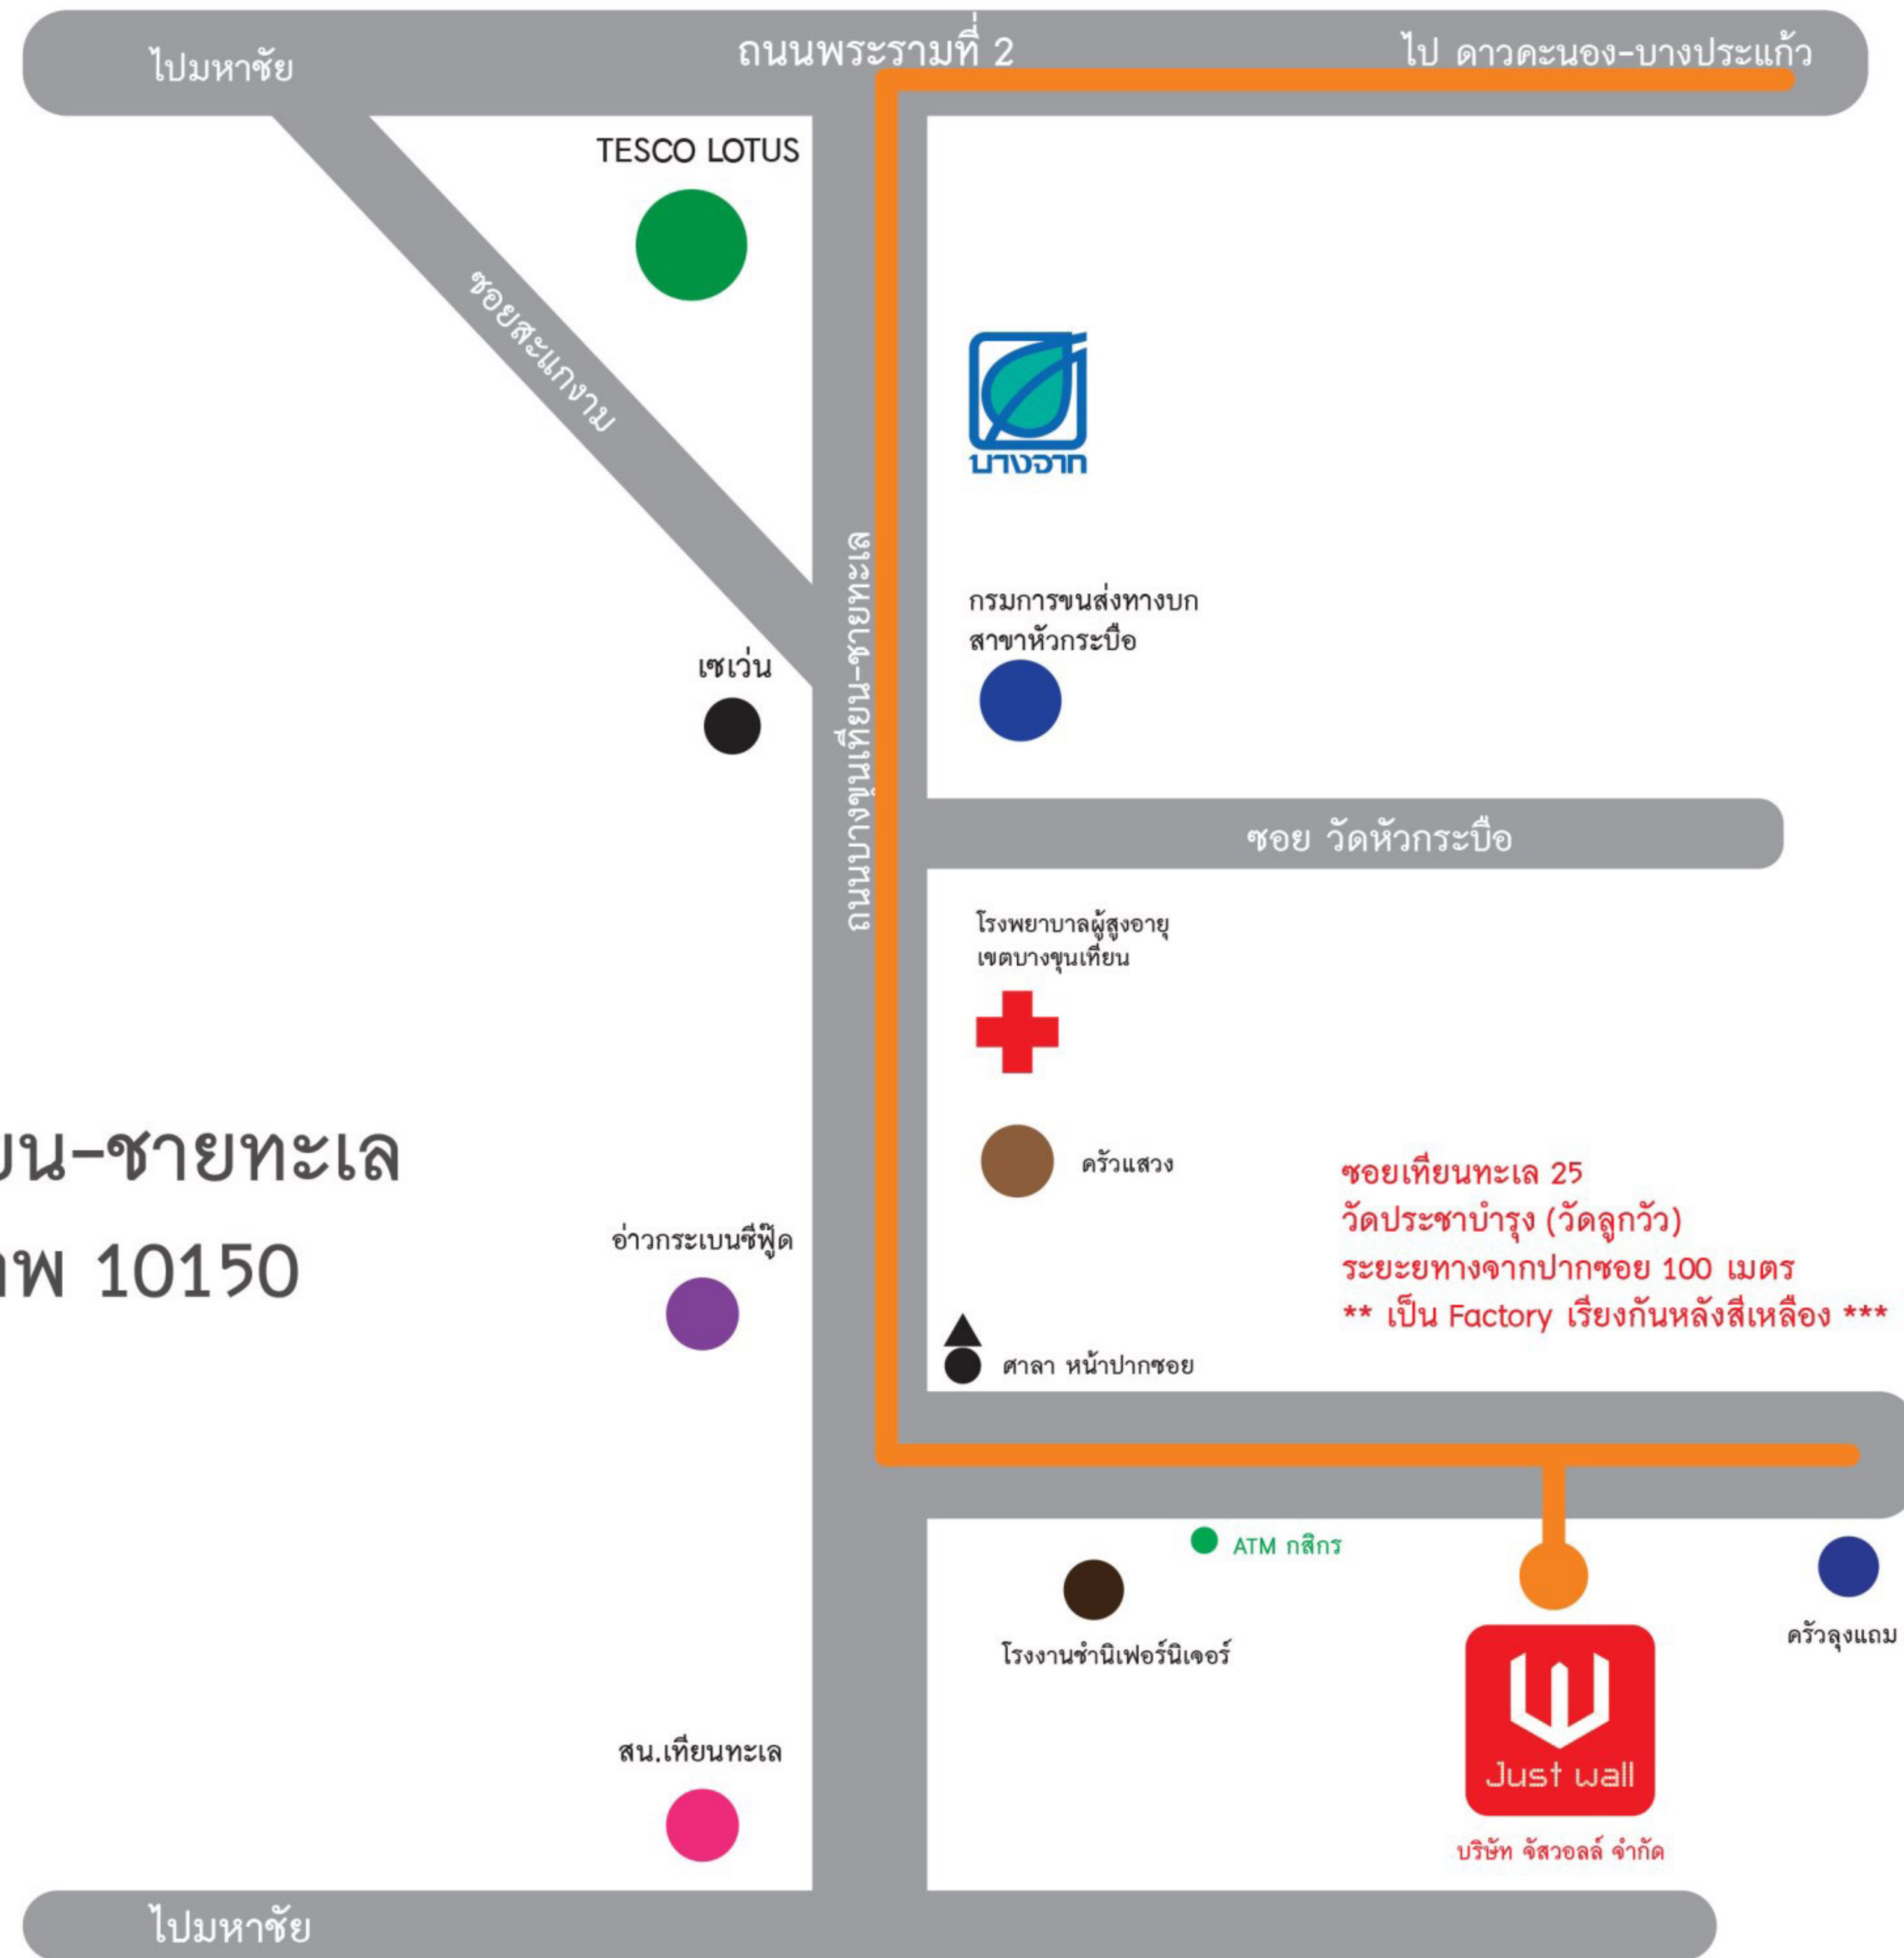 ไปมหาชัย
ถนนพระรามที่ 2
ไป ดาวคะนอง-บางประแก้ว
TESCO LOTUS
ซอยสะแกงาม
บางจาก
กรมการขนส่งทางบก
สาขาหัวกระบือ
เซเว่น
ถนนบางขุนเทียน-ชายทะเล
ซอย วัดหัวกระบือ
โรงพยาบาลผู้สูงอายุ
เขตบางขุนเทียน
ครัวแสวง
ยน-ชายทะเล
าพ 10150
ซอยเทียนทะเล 25
วัดประชาบำรุง (วัดลูกวัว)
ระยะยทางจากปากซอย 100 เมตร
** เป็น Factory เรียงกันหลังสีเหลือง ***
อ่าวกระเบนซีฟู๊ด
ศาลา หน้าปากซอย
ATM กสิกร
โรงงานชำนิเฟอร์นิเจอร์
ครัวลุงแถม
Just wall
บริษัท จัสวอลล์ จำกัด
สน.เทียนทะเล
ไปมหาชัย